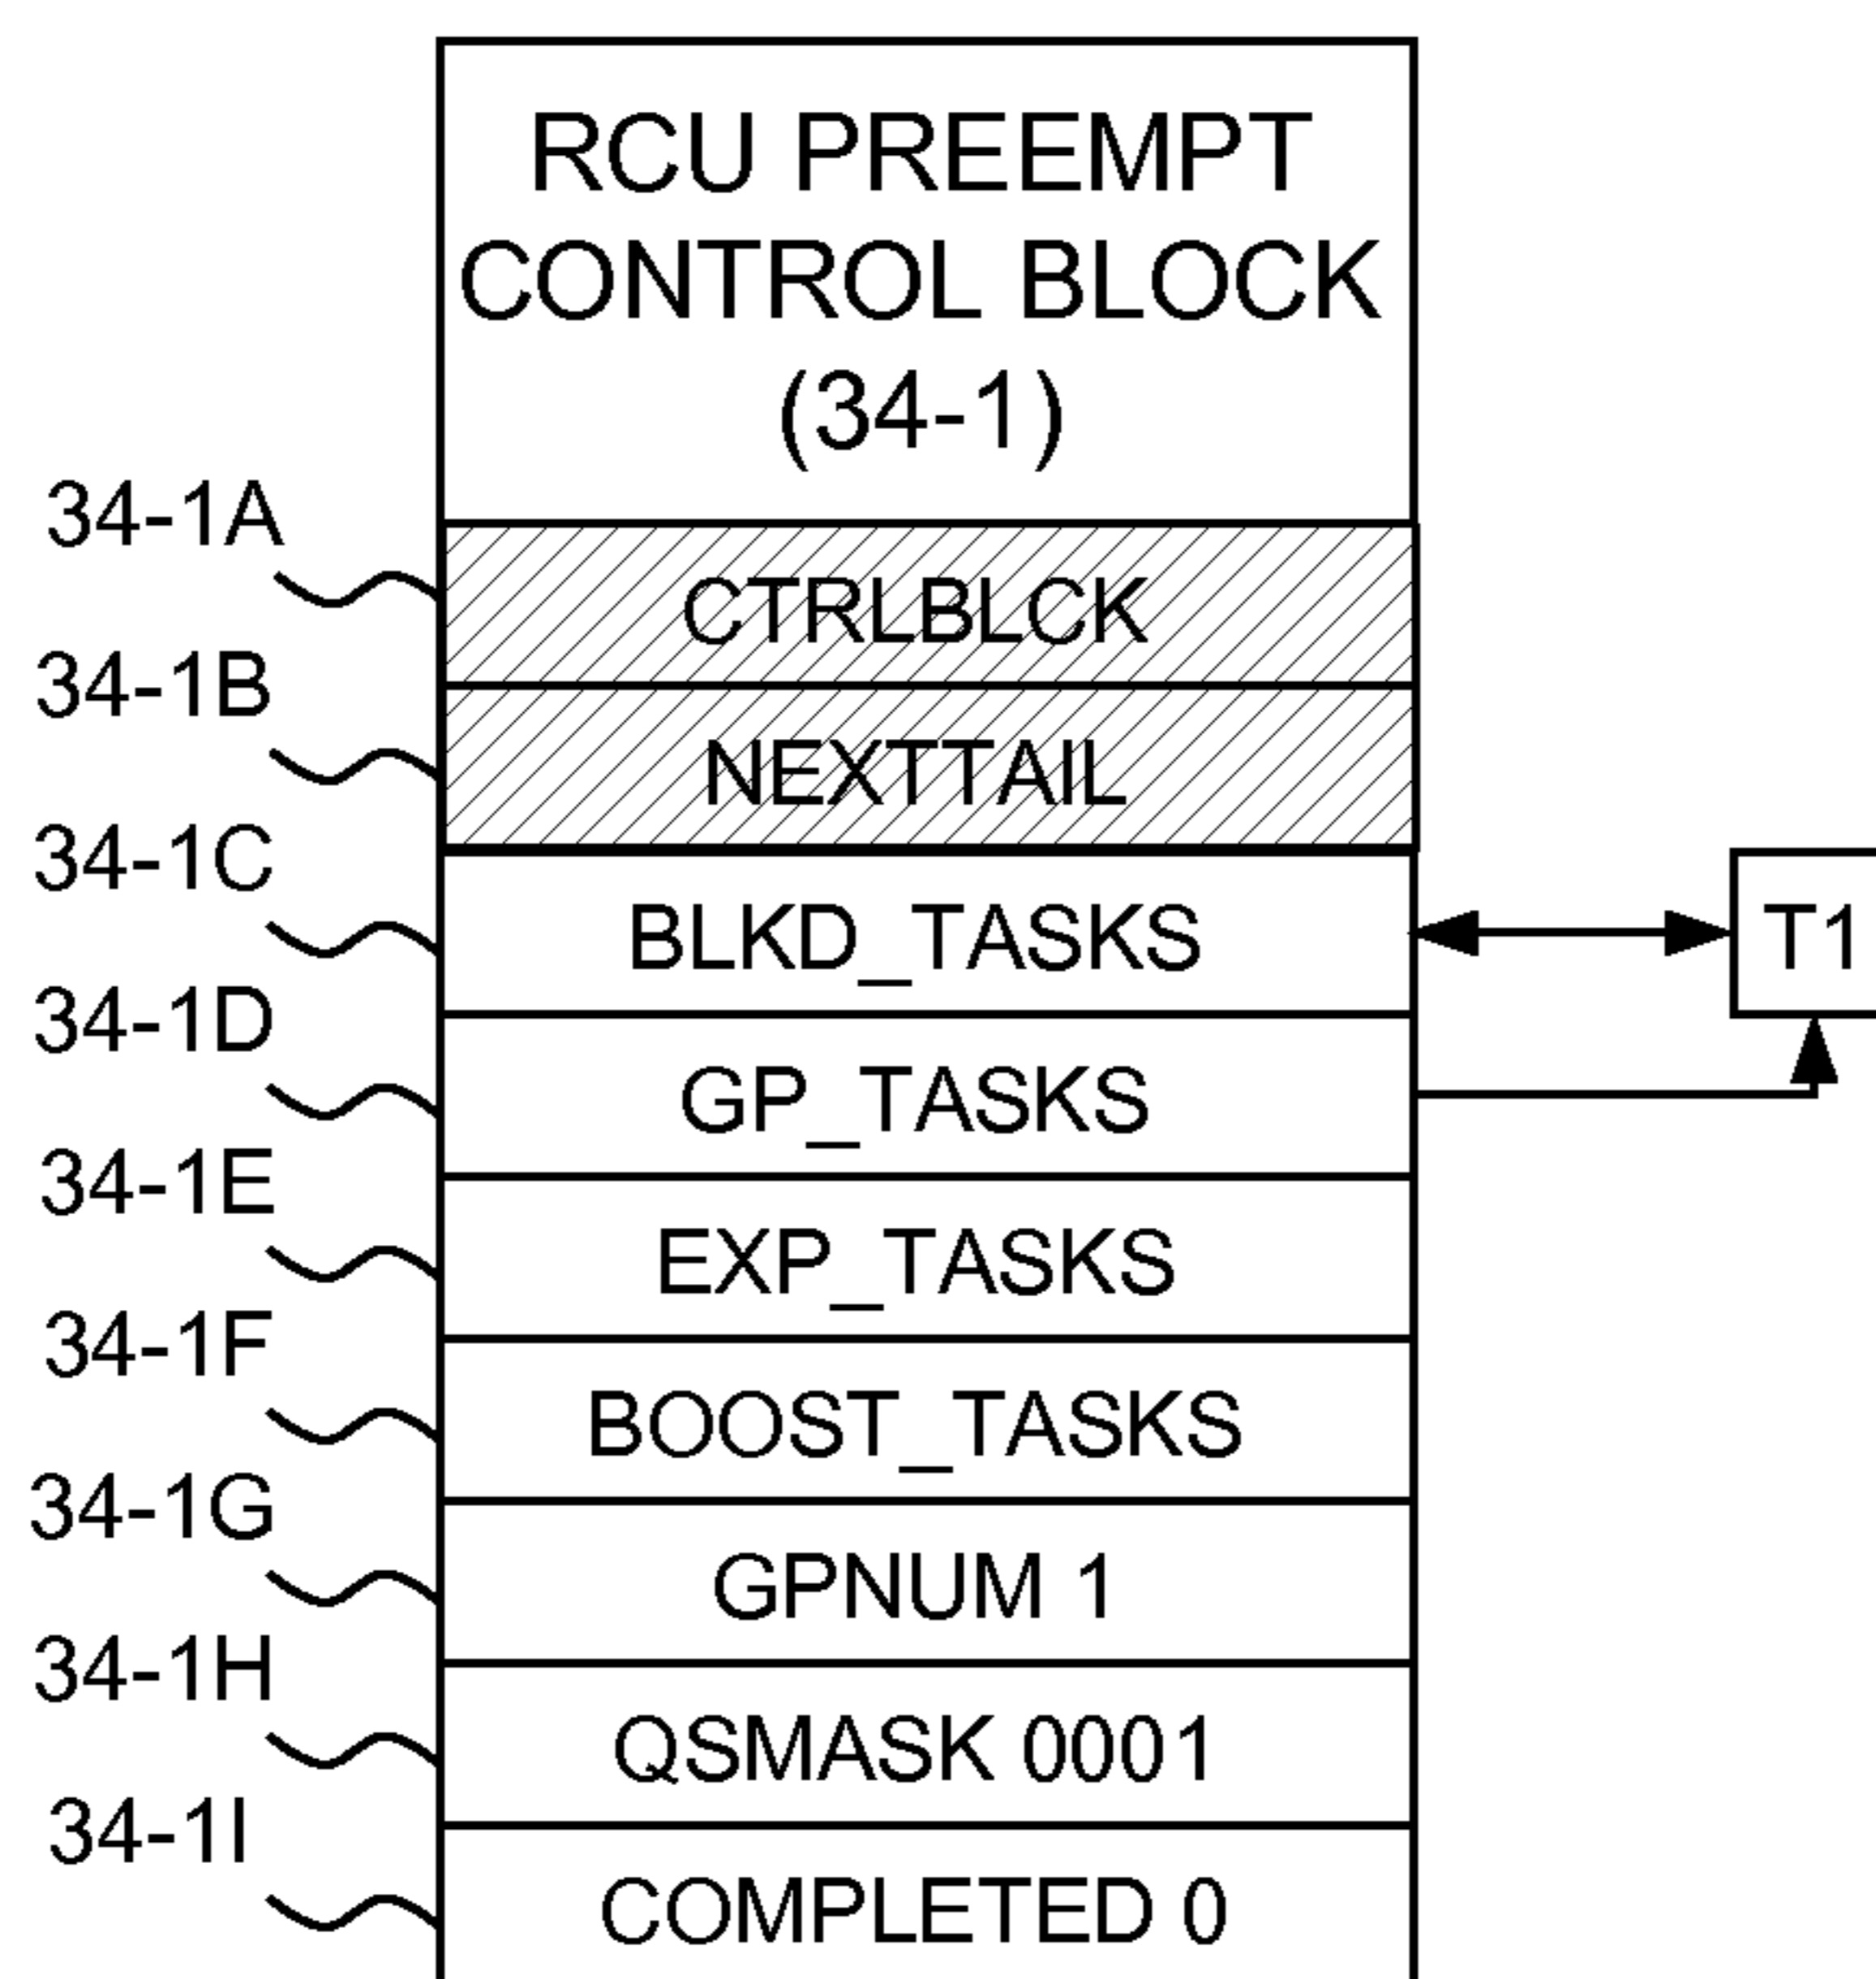 RCU PREEMPT
CONTROL BLOCK
(34-1)
34-1A
CTRLBLCK
34-1B
NEXTTAIL
34-1C
BLKD_TASKS
T1
34-1D
GP_TASKS
34-1E
EXP_TASKS
34-1F
BOOST_TASKS
34-1G
GPNUM 1
34-1H
QSMASK 0001
34-1I
COMPLETED 0